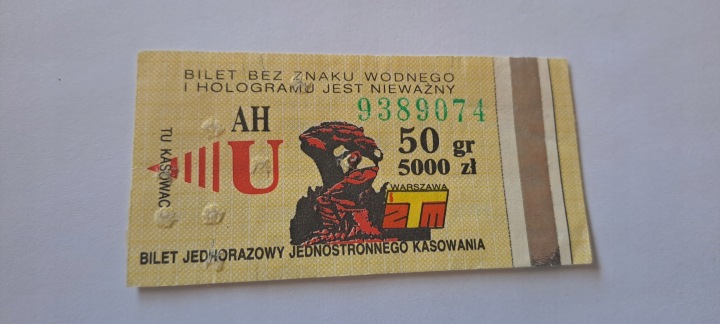 BILET BEZ ZNAKU WODNEGO
I HOLOGRAMU JEST NIEWAŻNY
9389074
AH
50 gr
5000 zł
TU KASOWAĆ
U
WARSZAWA
ZTM
BILET JEDNORAZOWY JEDNOSTRONNEGO KASOWANIA